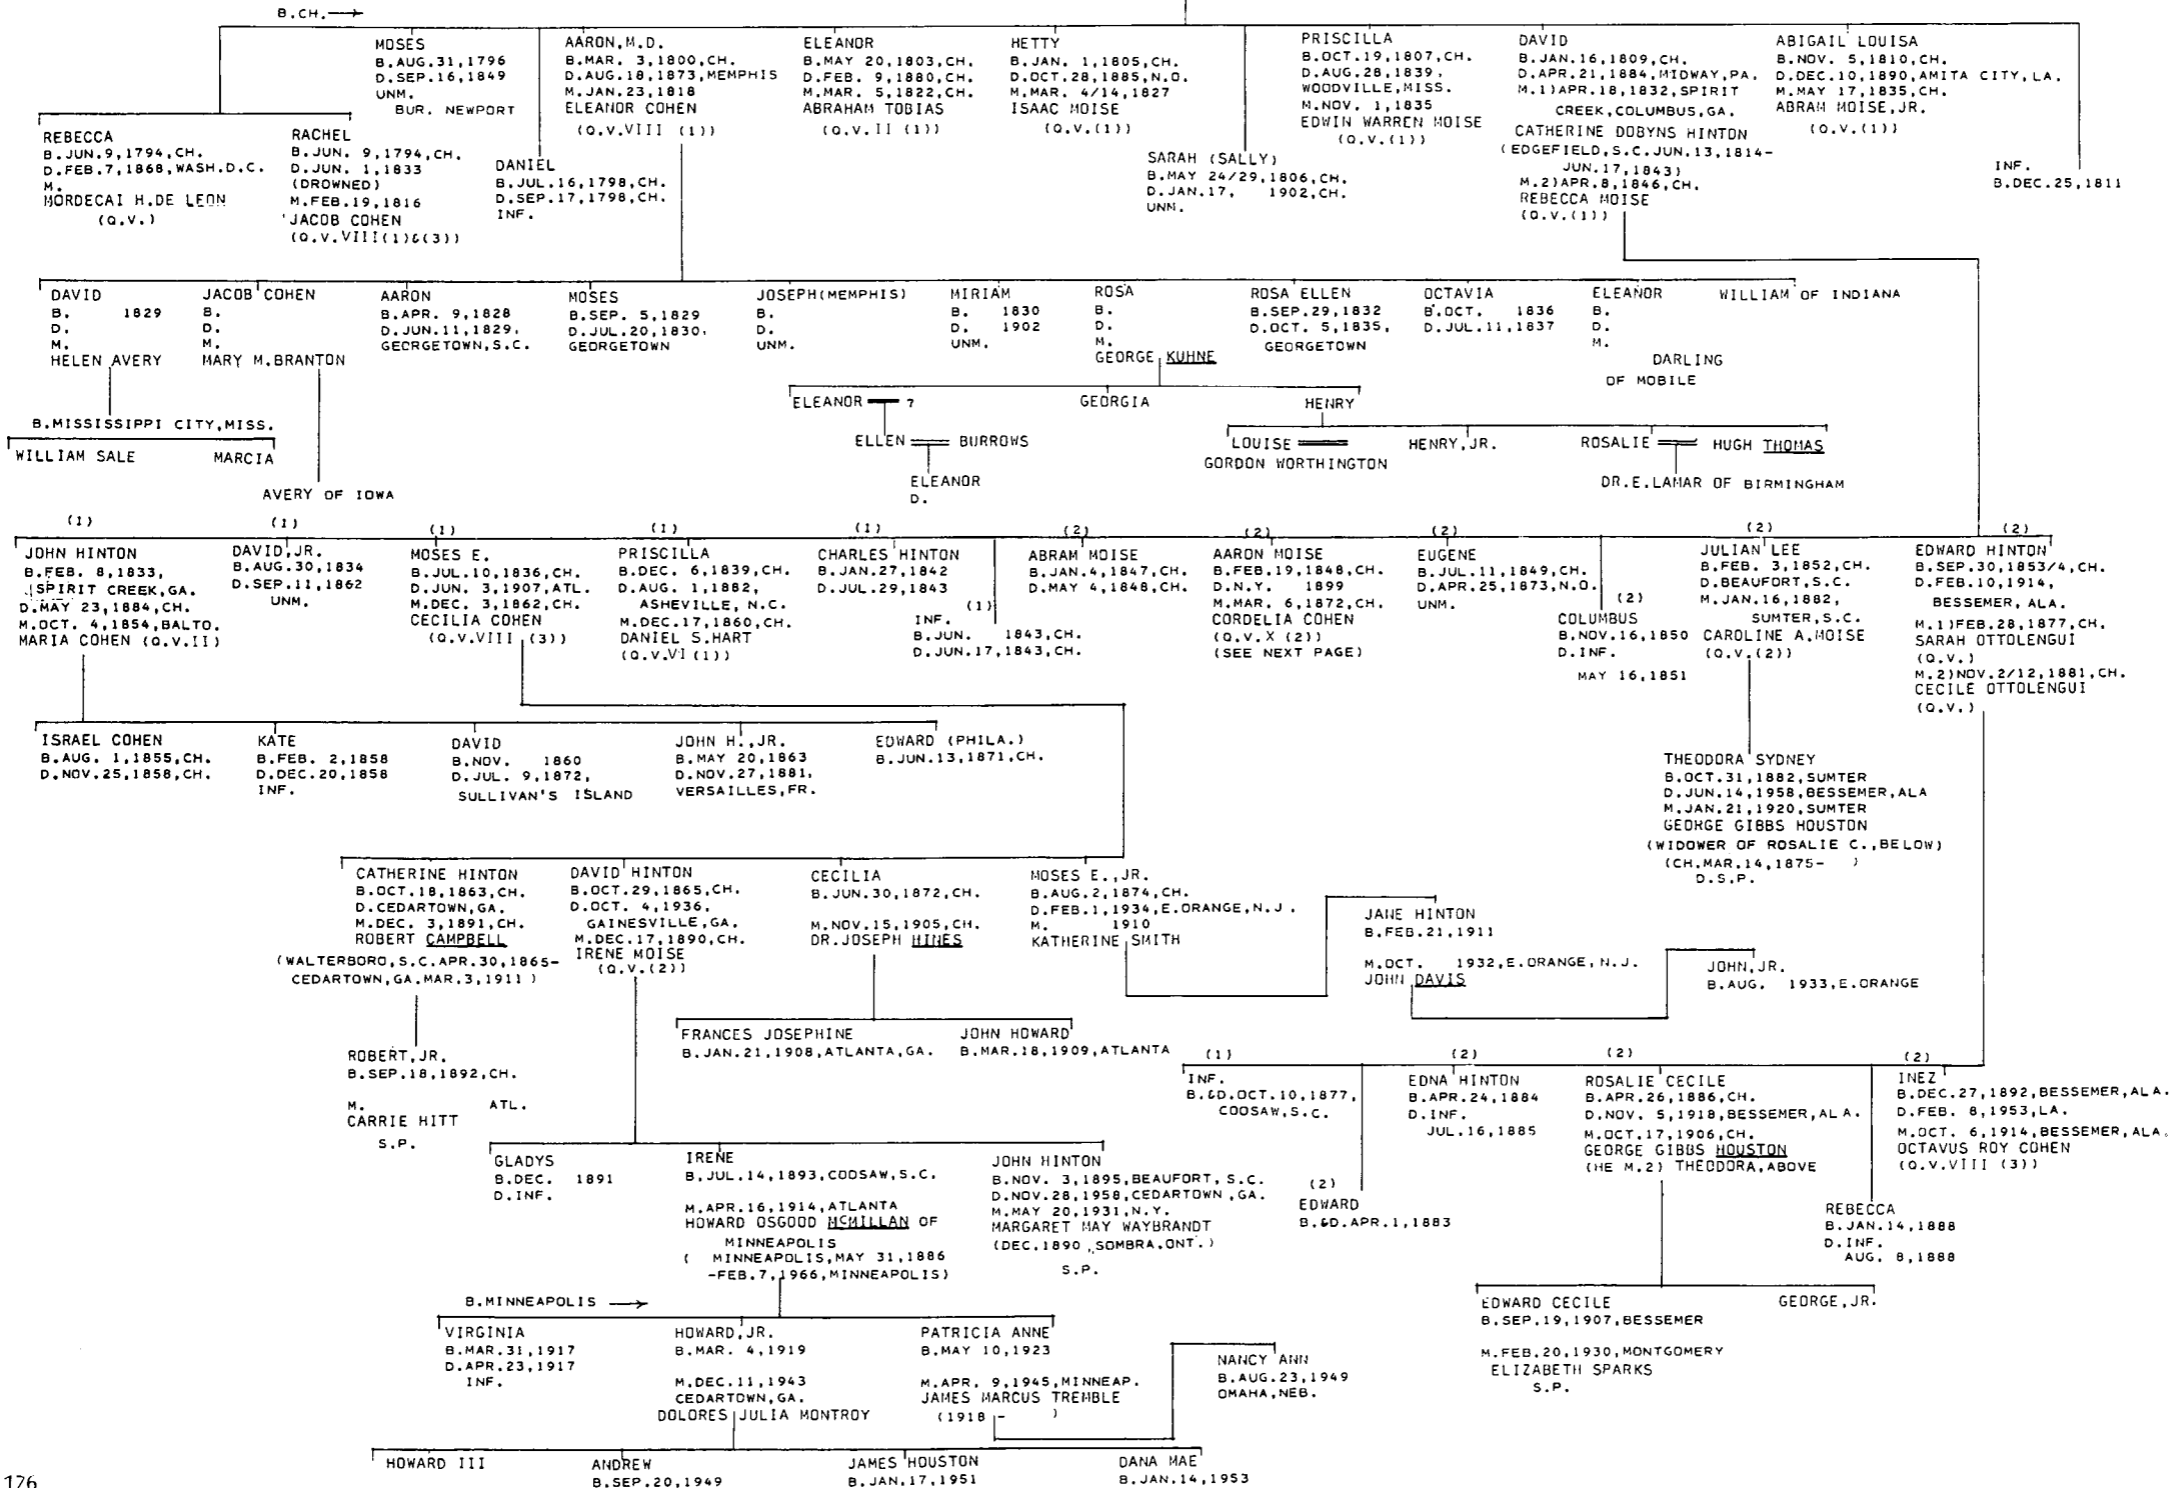 B.CH.
REBECCA
B.JUN.9,1794,CH.
D.FEB.7,1868,WASH.D.C.
M.
MORDECAI H.DE LEON
(Q.V.)
RACHEL
B.JUN. 9,1794,CH.
D.JUN. 1,1833
(DROWNED)
M.FEB.19,1816
JACOB COHEN
(Q.V.VIII(1)&(3))
MOSES
B.AUG.31,1796
D.SEP.16,1849
UNM.
BUR. NEWPORT
DANIEL
B.JUL.16,1798,CH.
D.SEP.17,1798,CH.
INF.
AARON,M.D.
B.MAR. 3,1800,CH.
D.AUG.18,1873,MEMPHIS
M.JAN.23,1818
ELEANOR COHEN
(Q.V.VIII (1))
ELEANOR
B.MAY 20,1803,CH.
D.FEB. 9,1880,CH.
M.MAR. 5,1822,CH.
ABRAHAM TOBIAS
(Q.V.II (1))
HETTY
B.JAN. 1,1805,CH.
D.OCT.28,1885,N.O.
M.MAR. 4/14,1827
ISAAC MOISE
(Q.V.(1))
SARAH (SALLY)
B.MAY 24/29,1806,CH.
D.JAN.17, 1902,CH.
UNM.
PRISCILLA
B.OCT.19,1807,CH.
D.AUG.28,1839,
WOODVILLE,MISS.
M.NOV. 1,1835
EDWIN WARREN MOISE
(Q.V.(1))
DAVID
B.JAN.16,1809,CH.
D.APR.21,1884,MIDWAY,PA.
M.1)APR.18,1832,SPIRIT
CREEK,COLUMBUS,GA.
CATHERINE DOBYNS HINTON
(EDGEFIELD,S.C.JUN.13,1814-
JUN.17,1843)
M.2)APR.8,1846,CH.
REBECCA MOISE
(Q.V.(1))
ABIGAIL LOUISA
B.NOV. 5,1810,CH.
D.DEC.10,1890,AMITA CITY,LA.
M.MAY 17,1835,CH.
ABRAM MOISE,JR.
(Q.V.(1))
INF.
B.DEC.25,1811
DAVID
B. 1829
D.
M.
HELEN AVERY
JACOB COHEN
B.
D.
M.
MARY M.BRANTON
AARON
B.APR. 9,1828
D.JUN.11,1829,
GEORGETOWN,S.C.
MOSES
B.SEP. 5,1829
D.JUL.20,1830,
GEORGETOWN
JOSEPH(MEMPHIS)
B.
D.
UNM.
MIRIAM
B. 1830
D. 1902
UNM.
ROSA
B.
D.
M.
GEORGE KUHNE
ROSA ELLEN
B.SEP.29,1832
D.OCT. 5,1835,
GEORGETOWN
OCTAVIA
B.OCT. 1836
D.JUL.11,1837
ELEANOR
B.
D.
M.
DARLING
OF MOBILE
WILLIAM OF INDIANA
B.MISSISSIPPI CITY,MISS.
WILLIAM SALE
MARCIA
AVERY OF IOWA
ELEANOR ?
GEORGIA
HENRY
ELLEN BURROWS
ELEANOR
D.
LOUISE
GORDON WORTHINGTON
HENRY,JR.
ROSALIE HUGH THOMAS
DR.E.LAMAR OF BIRMINGHAM
(1)
JOHN HINTON
B.FEB. 8,1833,
SPIRIT CREEK,GA.
D.MAY 23,1884,CH.
M.OCT. 4,1854,BALTO.
MARIA COHEN (Q.V.II)
(1)
DAVID,JR.
B.AUG.30,1834
D.SEP.11,1862
UNM.
(1)
MOSES E.
B.JUL.10,1836,CH.
D.JUN. 3,1907,ATL.
M.DEC. 3,1862,CH.
CECILIA COHEN
(Q.V.VIII (3))
(1)
PRISCILLA
B.DEC. 6,1839,CH.
D.AUG. 1,1882,
ASHEVILLE, N.C.
M.DEC.17,1860,CH.
DANIEL S.HART
(Q.V.VI (1))
(1)
CHARLES HINTON
B.JAN.27,1842
D.JUL.29,1843
(1)
INF.
B.JUN. 1843,CH.
D.JUN.17,1843,CH.
(2)
ABRAM MOISE
B.JAN.4,1847,CH.
D.MAY 4,1848,CH.
(2)
AARON MOISE
B.FEB.19,1848,CH.
D.N.Y. 1899
M.MAR. 6,1872,CH.
CORDELIA COHEN
(Q.V.X (2))
(SEE NEXT PAGE)
(2)
EUGENE
B.JUL.11,1849,CH.
D.APR.25,1873,N.O.
UNM.
(2)
COLUMBUS
B.NOV.16,1850
D.INF.
MAY 16,1851
(2)
JULIAN LEE
B.FEB. 3,1852,CH.
D.BEAUFORT,S.C.
M.JAN.16,1882,
SUMTER,S.C.
CAROLINE A.MOISE
(Q.V.(2))
(2)
EDWARD HINTON
B.SEP.30,1853/4,CH.
D.FEB.10,1914,
BESSEMER, ALA.
M.1)FEB.28,1877,CH.
SARAH OTTOLENGUI
(Q.V.)
M.2)NOV.2/12,1881,CH.
CECILE OTTOLENGUI
(Q.V.)
ISRAEL COHEN
B.AUG. 1,1855,CH.
D.NOV.25,1858,CH.
KATE
B.FEB. 2,1858
D.DEC.20,1858
INF.
DAVID
B.NOV. 1860
D.JUL. 9,1872,
SULLIVAN'S ISLAND
JOHN H.,JR.
B.MAY 20,1863
D.NOV.27,1881,
VERSAILLES,FR.
EDWARD (PHILA.)
B.JUN.13,1871,CH.
THEODORA SYDNEY
B.OCT.31,1882,SUMTER
D.JUN.14,1958,BESSEMER,ALA
M.JAN.21,1920,SUMTER
GEORGE GIBBS HOUSTON
(WIDOWER OF ROSALIE C.,BELOW)
(CH.MAR.14,1875- )
D.S.P.
CATHERINE HINTON
B.OCT.18,1863,CH.
D.CEDARTOWN,GA.
M.DEC. 3,1891,CH.
ROBERT CAMPBELL
(WALTERBORO,S.C.APR.30,1865-
CEDARTOWN,GA.MAR.3,1911)
DAVID HINTON
B.OCT.29,1865,CH.
D.OCT. 4,1936,
GAINESVILLE,GA.
M.DEC.17,1890,CH.
IRENE MOISE
(Q.V.(2))
CECILIA
B.JUN.30,1872,CH.
M.NOV.15,1905,CH.
DR.JOSEPH HINES
MOSES E.,JR.
B.AUG.2,1874,CH.
D.FEB.1,1934,E.ORANGE,N.J.
M. 1910
KATHERINE SMITH
JANE HINTON
B.FEB.21,1911
M.OCT. 1932,E.ORANGE,N.J.
JOHN DAVIS
JOHN,JR.
B.AUG. 1933,E.ORANGE
ROBERT,JR.
B.SEP.18,1892,CH.
M. ATL.
CARRIE HITT
S.P.
FRANCES JOSEPHINE
B.JAN.21,1908,ATLANTA,GA.
JOHN HOWARD
B.MAR.18,1909,ATLANTA
(1)
INF.
B.&D.OCT.10,1877,
COOSAW,S.C.
(2)
EDWARD
B.&D.APR.1,1883
(2)
EDNA HINTON
B.APR.24,1884
D.INF.
JUL.16,1885
(2)
ROSALIE CECILE
B.APR.26,1886,CH.
D.NOV. 5,1918,BESSEMER,ALA.
M.OCT.17,1906,CH.
GEORGE GIBBS HOUSTON
(HE M.2) THEODORA,ABOVE
REBECCA
B.JAN.14,1888
D.INF.
AUG. 8,1888
(2)
INEZ
B.DEC.27,1892,BESSEMER,ALA.
D.FEB. 8,1953,LA.
M.OCT. 6,1914,BESSEMER,ALA.
OCTAVUS ROY COHEN
(Q.V.VIII (3))
GLADYS
B.DEC. 1891
D.INF.
IRENE
B.JUL.14,1893,COOSAW,S.C.
M.APR.16,1914,ATLANTA
HOWARD OSGOOD MCMILLAN OF
MINNEAPOLIS
( MINNEAPOLIS,MAY 31,1886
-FEB.7,1966,MINNEAPOLIS)
JOHN HINTON
B.NOV. 3,1895,BEAUFORT,S.C.
D.NOV.28,1958,CEDARTOWN,GA.
M.MAY 20,1931,N.Y.
MARGARET MAY WAYBRANDT
(DEC.1890,SOMBRA,ONT.)
S.P.
EDWARD CECILE
B.SEP.19,1907,BESSEMER
M.FEB.20,1930,MONTGOMERY
ELIZABETH SPARKS
S.P.
GEORGE,JR.
B.MINNEAPOLIS
VIRGINIA
B.MAR.31,1917
D.APR.23,1917
INF.
HOWARD,JR.
B.MAR. 4,1919
M.DEC.11,1943
CEDARTOWN,GA.
DOLORES JULIA MONTROY
PATRICIA ANNE
B.MAY 10,1923
M.APR. 9,1945,MINNEAP.
JAMES MARCUS TREMBLE
(1918 - )
NANCY ANN
B.AUG.23,1949
OMAHA,NEB.
HOWARD III
ANDREW
B.SEP.20,1949
JAMES HOUSTON
B.JAN.17,1951
DANA MAE
B.JAN.14,1953
176